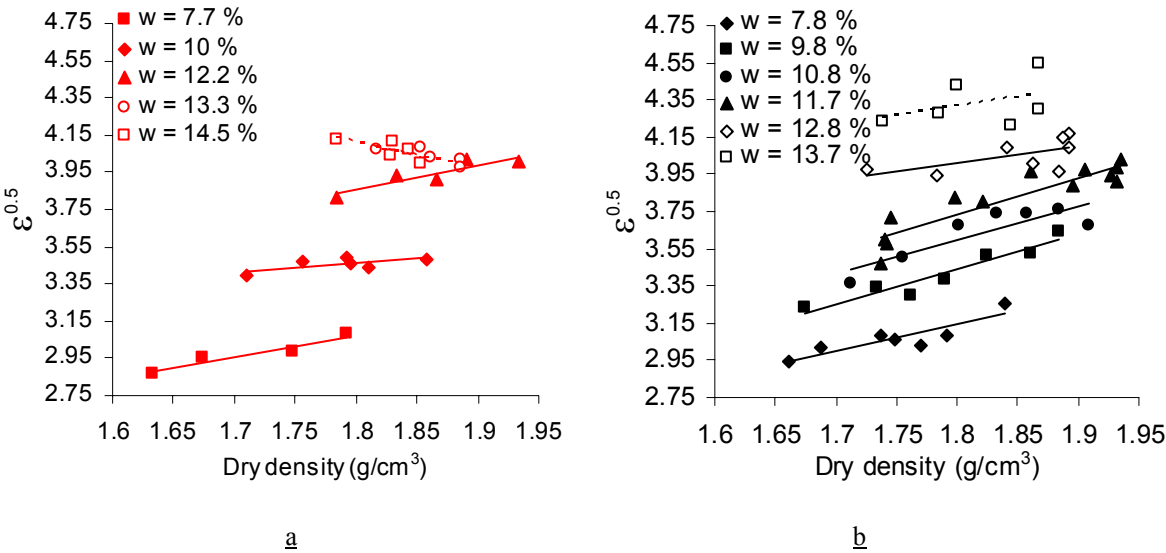 4.75
4.55
4.35
4.15
3.95
3.75
3.55
3.35
3.15
2.95
2.75
ε^0.5
w = 7.7 %
w = 10 %
w = 12.2 %
w = 13.3 %
w = 14.5 %
1.6 1.65 1.7 1.75 1.8 1.85 1.9 1.95
Dry density (g/cm³)
a
4.75
4.55
4.35
4.15
3.95
3.75
3.55
3.35
3.15
2.95
2.75
ε^0.5
w = 7.8 %
w = 9.8 %
w = 10.8 %
w = 11.7 %
w = 12.8 %
w = 13.7 %
1.6 1.65 1.7 1.75 1.8 1.85 1.9 1.95
Dry density (g/cm³)
b